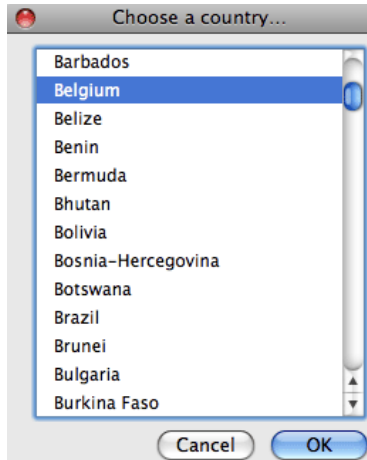 Choose a country...
Barbados
Belgium
Belize
Benin
Bermuda
Bhutan
Bolivia
Bosnia-Hercegovina
Botswana
Brazil
Brunei
Bulgaria
Burkina Faso
Cancel OK